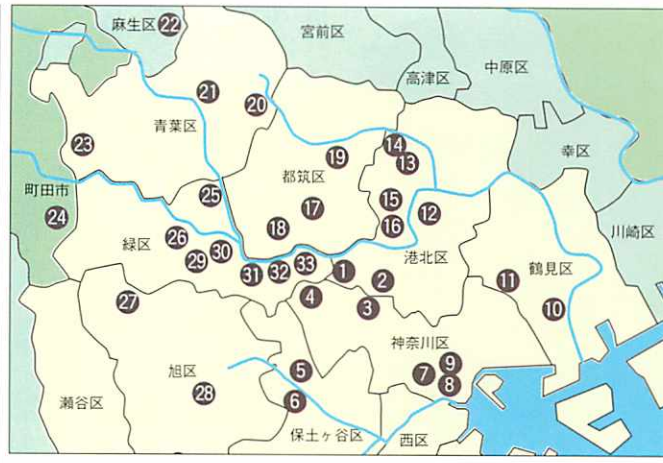 麻生区
22
宮前区
高津区
中原区
21
20
青葉区
23
19
14
13
幸区
都筑区
町田市
24
25
17
15
16
12
川崎区
18
緑区
26
29
30
31
32
33
1
2
港北区
11
鶴見区
10
27
4
3
神奈川区
旭区
5
7
9
8
28
6
瀬谷区
保土ヶ谷区
西区